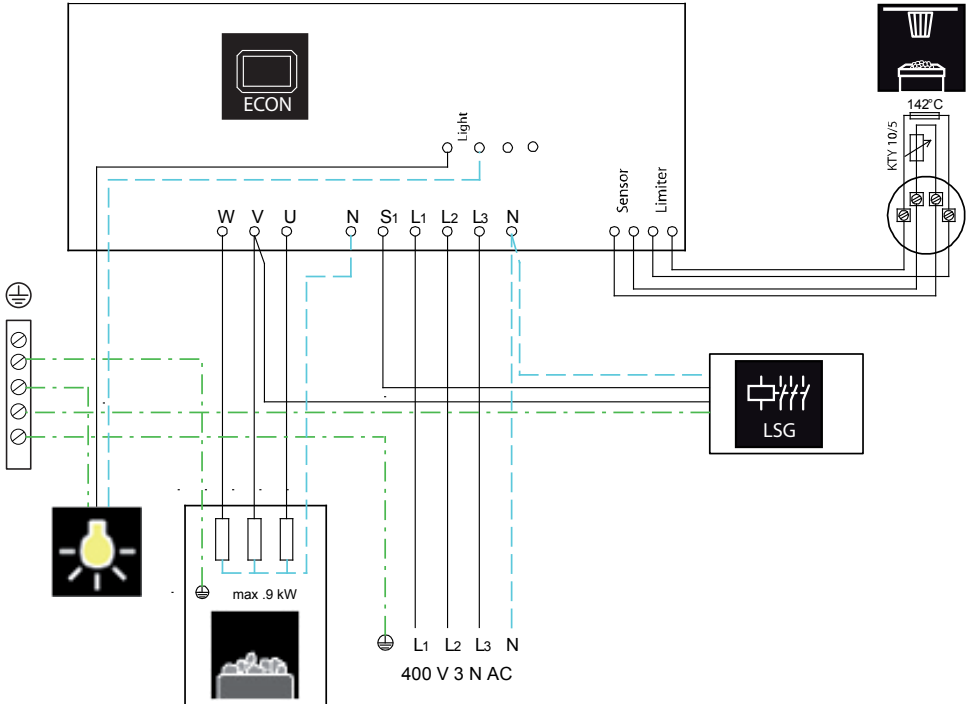 ECON
Light
142°C
KTY 10/5
Sensor
Limiter
W V U N S1 L1 L2 L3 N
LSG
max .9 kW
L1 L2 L3 N
400 V 3 N AC